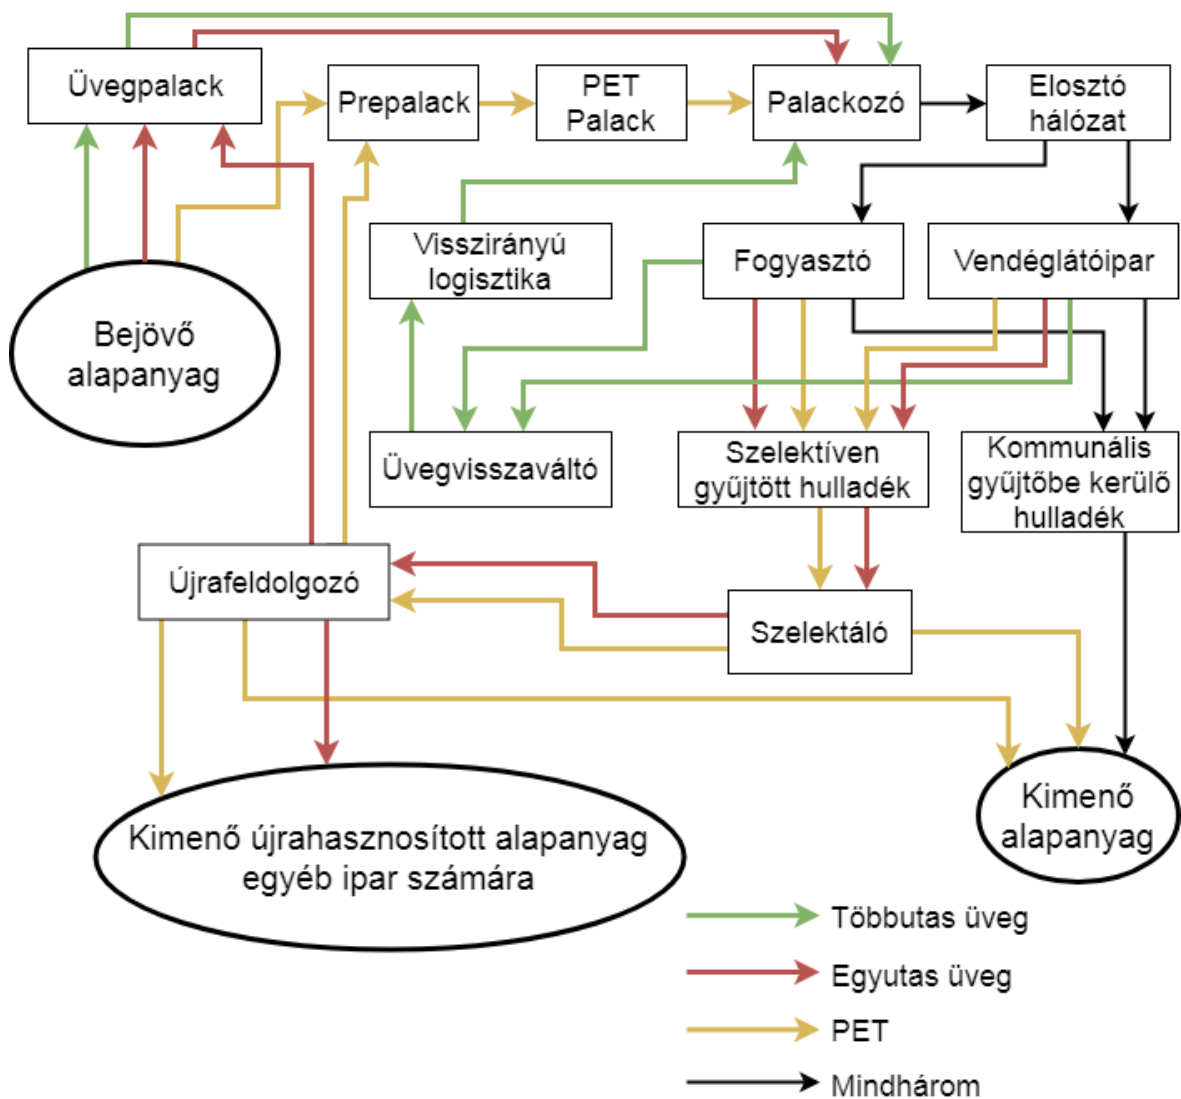 Üvegpalack
Prepalack
PET
Palack
Palackozó
Elosztó
hálózat
Visszirányú
logisztika
Fogyasztó
Vendéglátóipar
Bejövő
alapanyag
Üvegvisszaváltó
Szelektíven
gyűjtött hulladék
Kommunális
gyűjtőbe kerülő
hulladék
Újrafeldolgozó
Szelektáló
Kimenő újrahasznosított alapanyag
egyéb ipar számára
Kimenő
alapanyag
Többutas üveg
Egyutas üveg
PET
Mindhárom